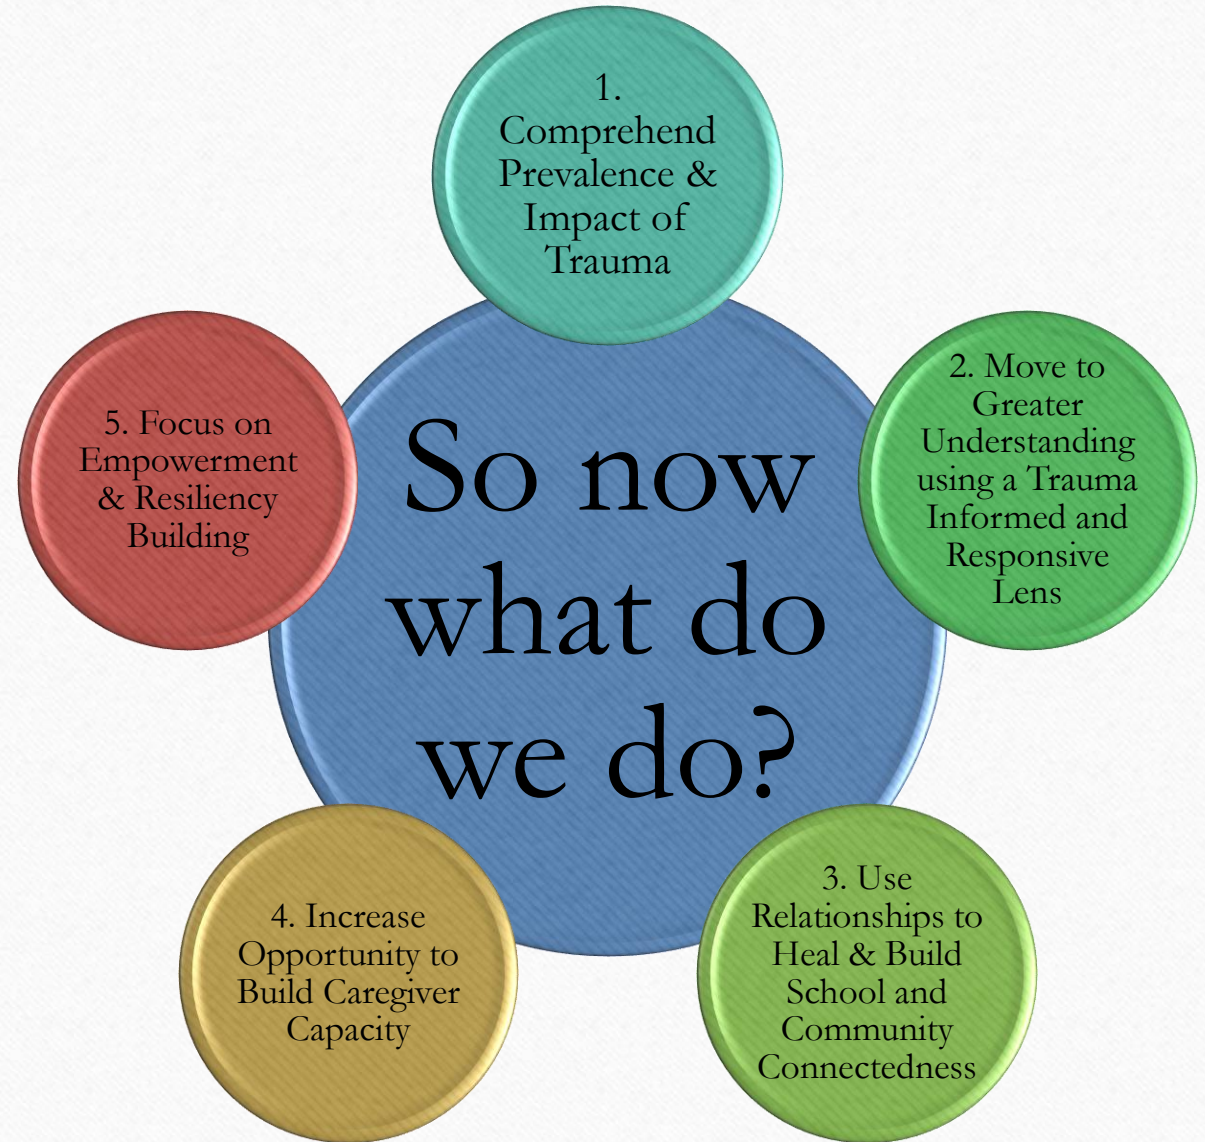 1.
Comprehend
Prevalence &
Impact of
Trauma
2. Move to
Greater
Understanding
using a Trauma
Informed and
Responsive
Lens
5. Focus on
Empowerment
& Resiliency
Building
So now
what do
we do?
3. Use
Relationships to
Heal & Build
School and
Community
Connectedness
4. Increase
Opportunity to
Build Caregiver
Capacity